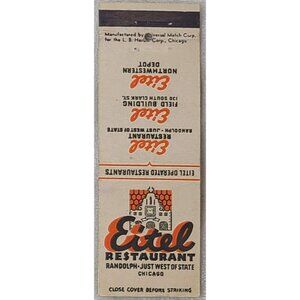 Manufactured by Universal Match Corp.
for the L. B. Herbst Corp., Chicago
Eitel
NORTHWESTERN
DEPOT
Eitel
FIELD BUILDING
130 SOUTH CLARK ST.
Eitel
RESTAURANT
RANDOLPH - JUST WEST OF STATE
EITEL OPERATED RESTAURANTS
Eitel
RESTAURANT
RANDOLPH-JUST WEST OF STATE
CHICAGO
CLOSE COVER BEFORE STRIKING